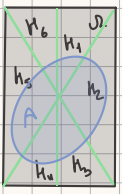 H₆ S.
H₁
H₅ H₂
A
H₄ H₃